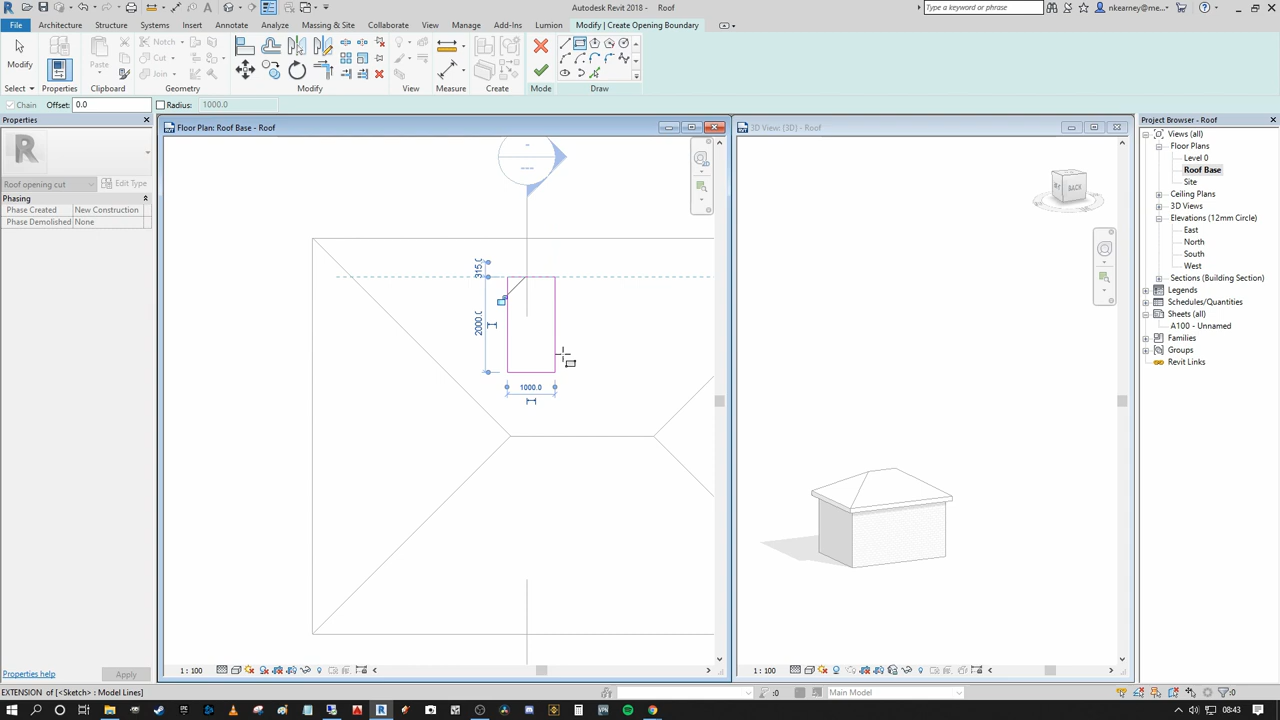 Autodesk Revit 2018 - Roof
Type a keyword or phrase
nkearney@me...
File Architecture Structure Systems Insert Annotate Analyze Massing & Site Collaborate View Manage Add-Ins Lumion Modify | Create Opening Boundary
Modify
Paste
Notch
Cut
Join
Select Properties Clipboard Geometry Modify View Measure Create Mode Draw
Chain Offset: 0.0 Radius: 1000.0
Properties
Roof opening cut
Edit Type
Phasing
Phase Created New Construction
Phase Demolished None
Properties help
Apply
Floor Plan: Roof Base - Roof
315.0
2000.0
1000.0
1 : 100
3D View: {3D} - Roof
BACK
1 : 100
Project Browser - Roof
Views (all)
Floor Plans
Level 0
Roof Base
Site
Ceiling Plans
3D Views
Elevations (12mm Circle)
East
North
South
West
Sections (Building Section)
Legends
Schedules/Quantities
Sheets (all)
A100 - Unnamed
Families
Groups
Revit Links
EXTENSION of [<Sketch> : Model Lines]
:0
Main Model
:0
08:43